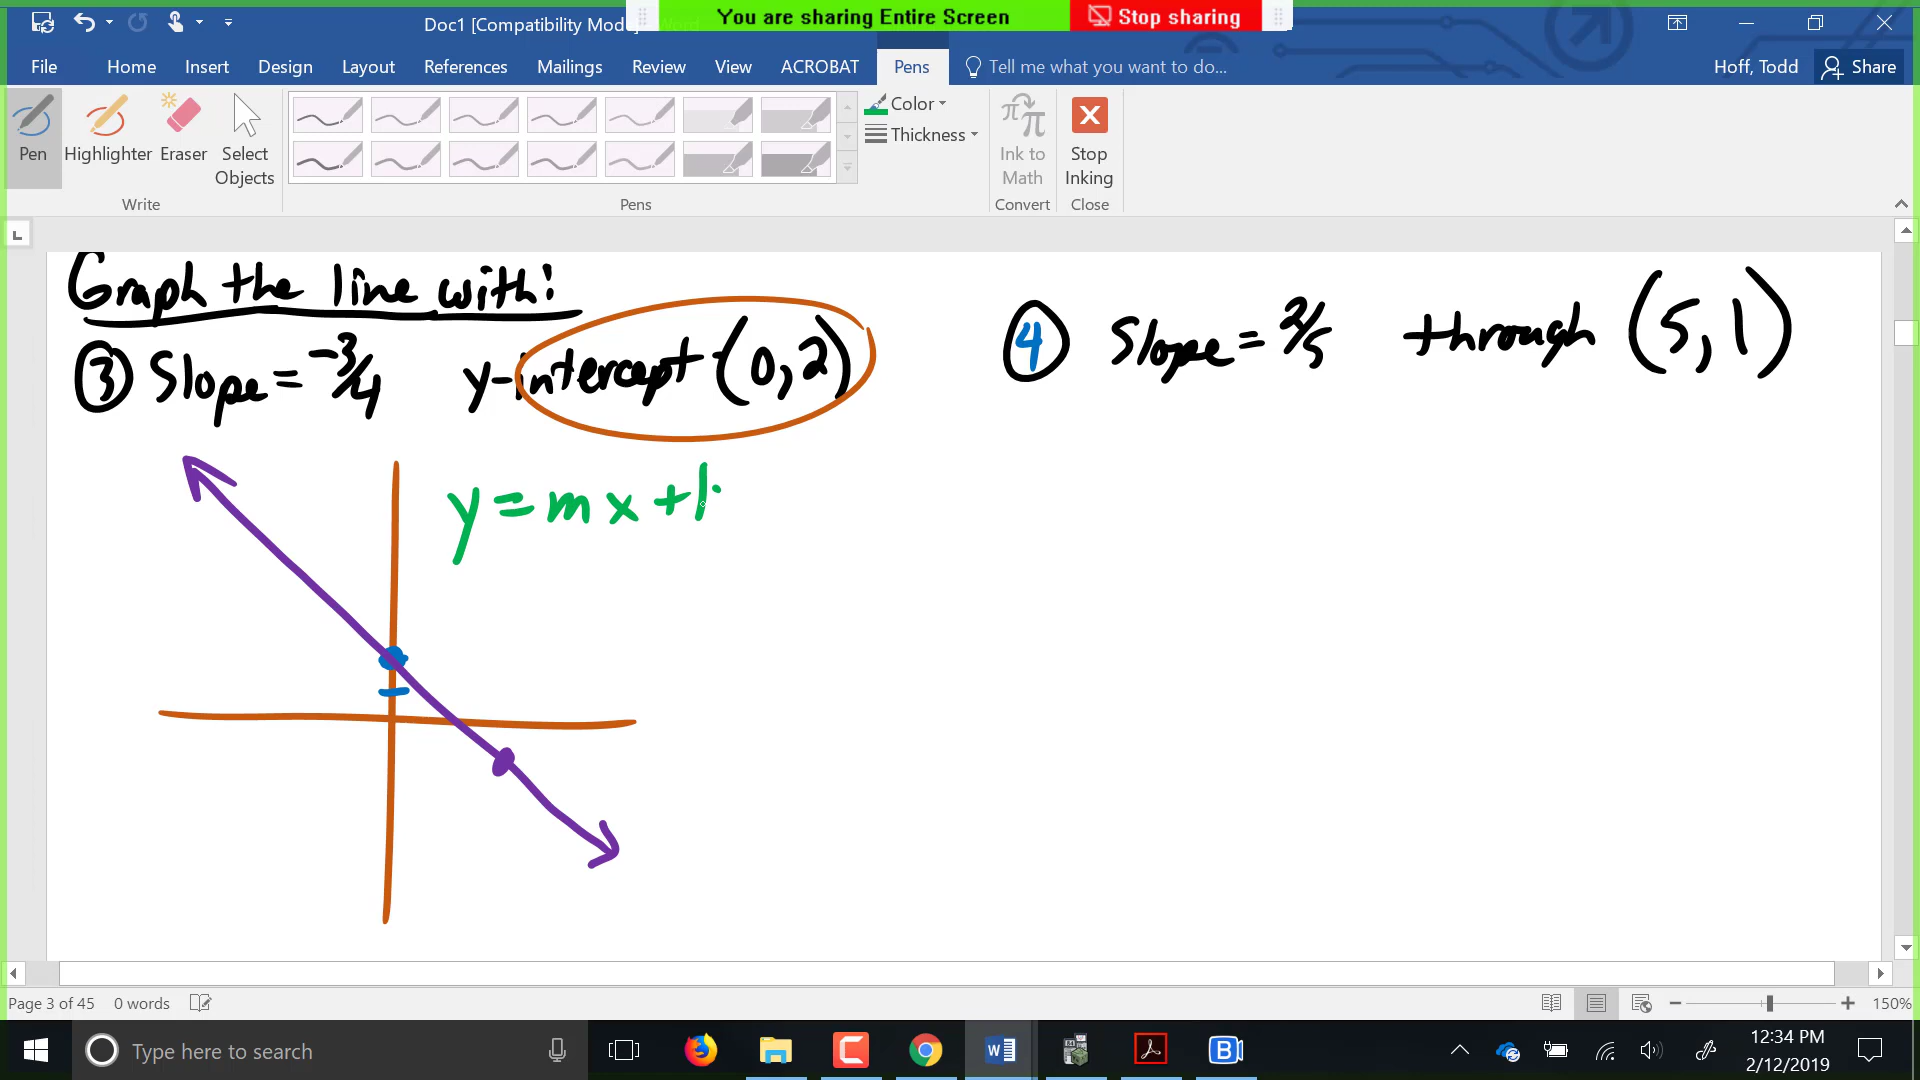 You are sharing Entire Screen Stop sharing
Doc1 [Compatibility Mod
File Home Insert Design Layout References Mailings Review View ACROBAT Pens Tell me what you want to do... Hoff, Todd Share
Pen Highlighter Eraser Select Objects
Color
Thickness
Ink to Math
Stop Inking
Write Pens Convert Close
Graph the line with:
③ Slope = -3/4 y-intercept (0,2)
④ Slope = 2/5 through (5,1)
y = mx +
Page 3 of 45 0 words 150%
Type here to search
12:34 PM
2/12/2019